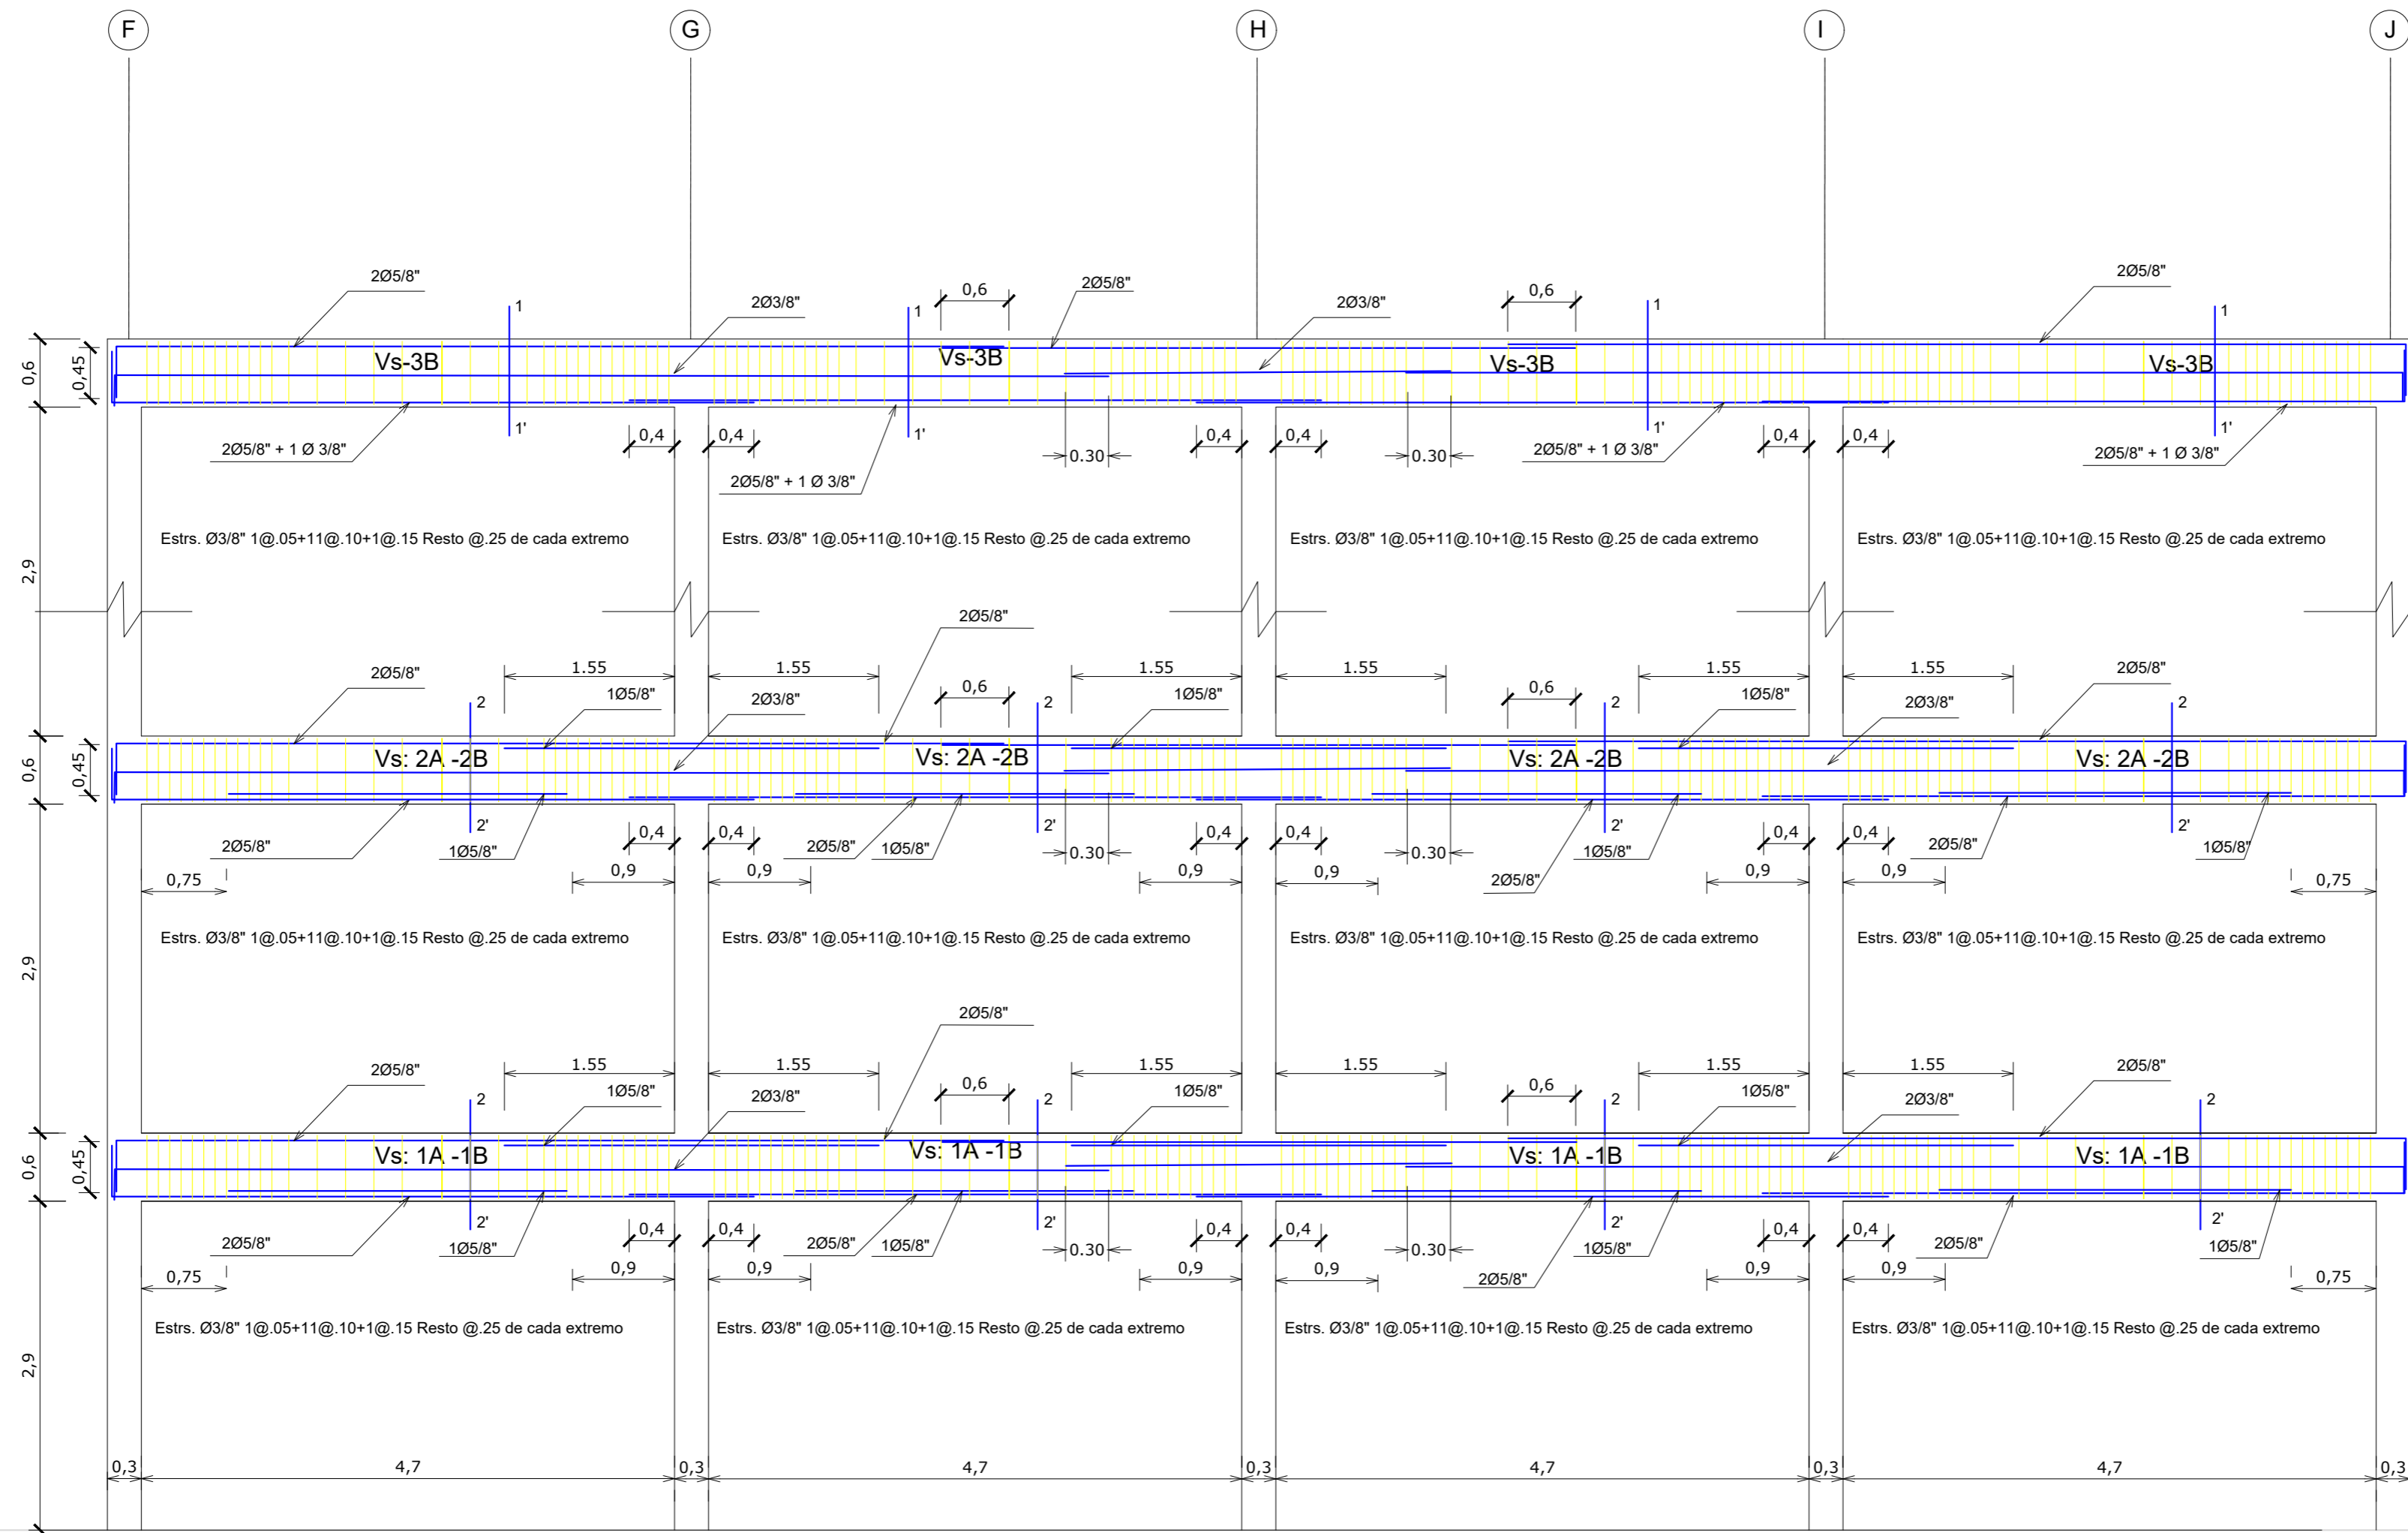 F G H I J
2Ø5/8" 2Ø3/8" 0,6 2Ø5/8" 2Ø3/8" 0,6 2Ø5/8"
1 1 1 1
0,6 0,45 Vs-3B Vs-3B Vs-3B Vs-3B
1' 1' 1' 1'
0,4 0,4 0.30 0,4 0,4 0.30 0,4 0,4
2Ø5/8" + 1 Ø 3/8" 2Ø5/8" + 1 Ø 3/8" 2Ø5/8" + 1 Ø 3/8" 2Ø5/8" + 1 Ø 3/8"
Estrs. Ø3/8" 1@.05+11@.10+1@.15 Resto @.25 de cada extremo
Estrs. Ø3/8" 1@.05+11@.10+1@.15 Resto @.25 de cada extremo
Estrs. Ø3/8" 1@.05+11@.10+1@.15 Resto @.25 de cada extremo
Estrs. Ø3/8" 1@.05+11@.10+1@.15 Resto @.25 de cada extremo
2,9
2Ø5/8"
1.55 1.55 1.55 1.55 1.55 1.55
2Ø5/8" 1Ø5/8" 2Ø3/8" 0,6 1Ø5/8" 0,6 1Ø5/8" 2Ø3/8" 2Ø5/8"
2 2 2 2
0,6 0,45 Vs: 2A -2B Vs: 2A -2B Vs: 2A -2B Vs: 2A -2B
2' 2' 2' 2'
0,4 0,4 0.30 0,4 0,4 0.30 0,4 0,4
2Ø5/8" 1Ø5/8" 2Ø5/8" 1Ø5/8" 1Ø5/8" 2Ø5/8" 1Ø5/8"
0,75 0,9 0,9 0,9 0,9 2Ø5/8" 0,9 0,9 0,75
Estrs. Ø3/8" 1@.05+11@.10+1@.15 Resto @.25 de cada extremo
Estrs. Ø3/8" 1@.05+11@.10+1@.15 Resto @.25 de cada extremo
Estrs. Ø3/8" 1@.05+11@.10+1@.15 Resto @.25 de cada extremo
Estrs. Ø3/8" 1@.05+11@.10+1@.15 Resto @.25 de cada extremo
2,9
2Ø5/8"
1.55 1.55 1.55 1.55 1.55 1.55
2Ø5/8" 1Ø5/8" 2Ø3/8" 0,6 1Ø5/8" 0,6 1Ø5/8" 2Ø3/8" 2Ø5/8"
2 2 2 2
0,6 0,45 Vs: 1A -1B Vs: 1A -1B Vs: 1A -1B Vs: 1A -1B
2' 2' 2' 2'
0,4 0,4 0.30 0,4 0,4 0.30 0,4 0,4
2Ø5/8" 1Ø5/8" 2Ø5/8" 1Ø5/8" 1Ø5/8" 2Ø5/8" 1Ø5/8"
0,75 0,9 0,9 0,9 0,9 2Ø5/8" 0,9 0,9 0,75
Estrs. Ø3/8" 1@.05+11@.10+1@.15 Resto @.25 de cada extremo
Estrs. Ø3/8" 1@.05+11@.10+1@.15 Resto @.25 de cada extremo
Estrs. Ø3/8" 1@.05+11@.10+1@.15 Resto @.25 de cada extremo
Estrs. Ø3/8" 1@.05+11@.10+1@.15 Resto @.25 de cada extremo
2,9
0,3 4,7 0,3 4,7 0,3 4,7 0,3 4,7 0,3